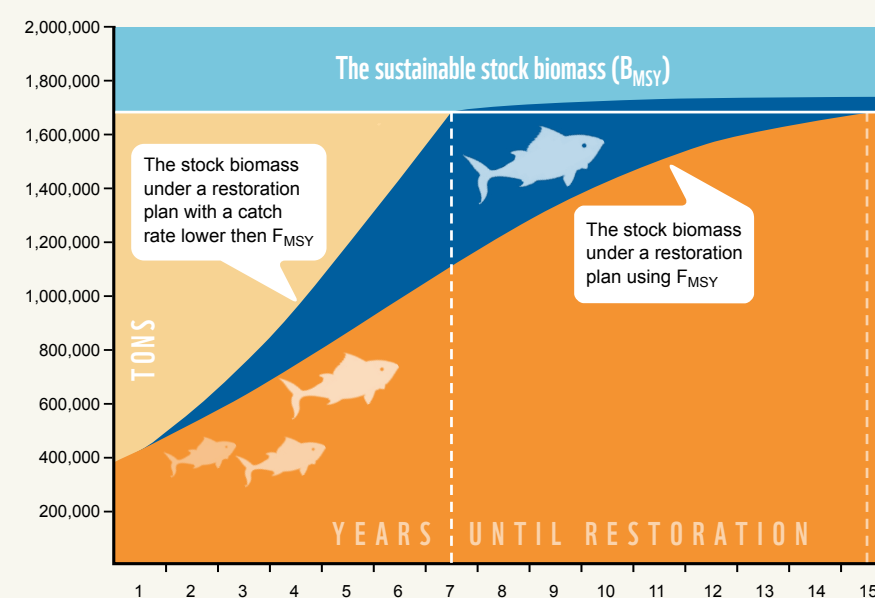 2,000,000
1,800,000
1,600,000
1,400,000
1,200,000
1,000,000
800,000
600,000
400,000
200,000
TONS
The sustainable stock biomass (BMSY)
The stock biomass
under a restoration
plan with a catch
rate lower then FMSY
The stock biomass
under a restoration
plan using FMSY
YEARS UNTIL RESTORATION
1 2 3 4 5 6 7 8 9 10 11 12 13 14 15